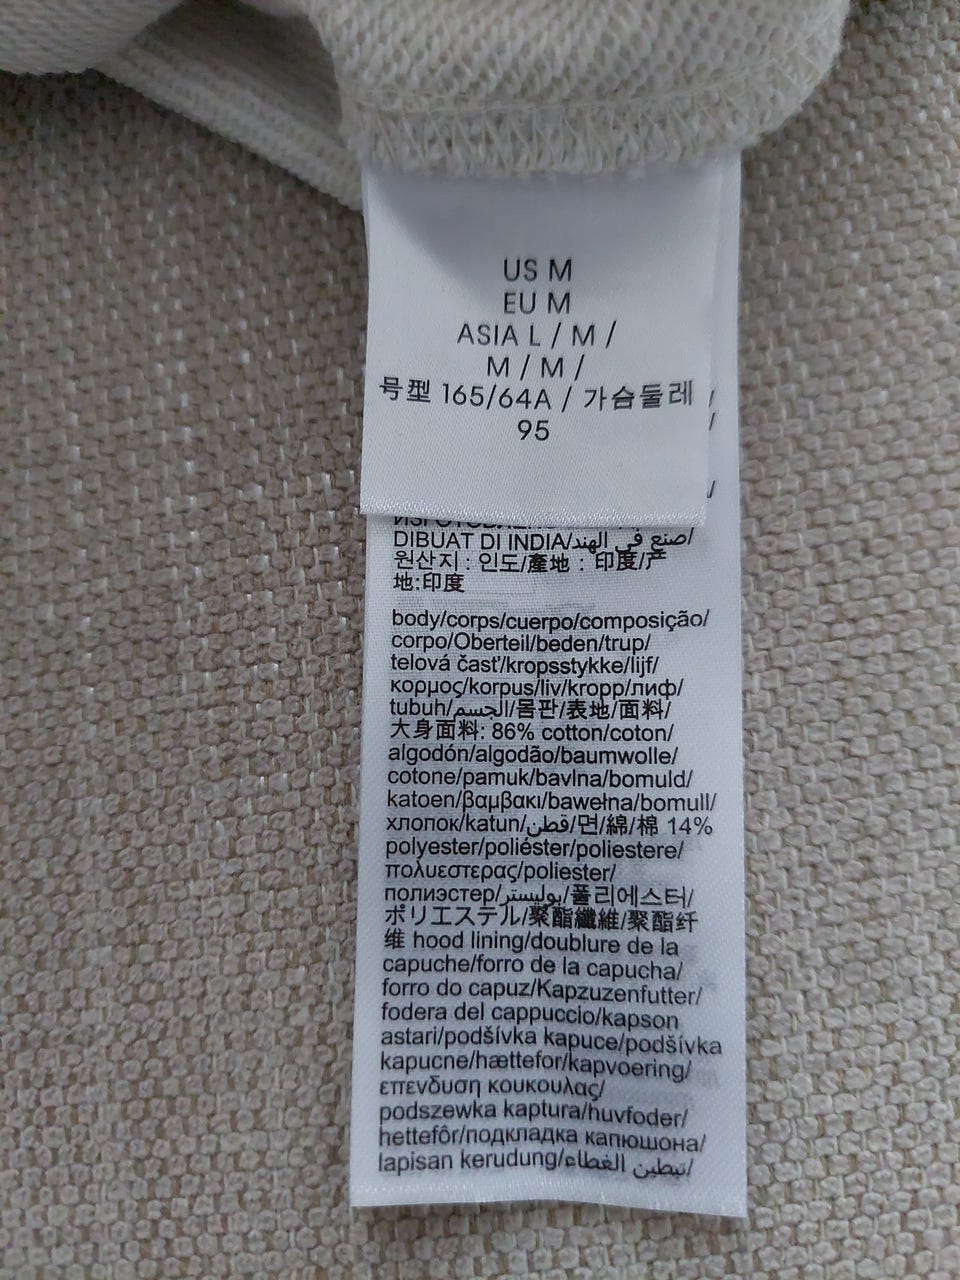 US M
EU M
ASIA L / M /
M / M /
号型 165/64A / 가슴둘레
95
DIBUAT DI INDIA/صنع في الهند/
원산지 : 인도/產地 : 印度/产
地:印度
body/corps/cuerpo/composição/
corpo/Oberteil/beden/trup/
telová časť/kropsstykke/lijf/
κορμος/korpus/liv/kropp/лиф/
tubuh/الجسم/몸판/表地/面料/
大身面料: 86% cotton/coton/
algodón/algodão/baumwolle/
cotone/pamuk/bavlna/bomuld/
katoen/βαμβακι/bawełna/bomull/
хлопок/katun/قطن/면/綿/棉 14%
polyester/poliéster/poliestere/
πολυεστερας/poliester/
полиэстер/بوليستر/폴리에스터/
ポリエステル/聚酯纖維/聚酯纤
维 hood lining/doublure de la
capuche/forro de la capucha/
forro do capuz/Kapzuzenfutter/
fodera del cappuccio/kapson
astari/podšívka kapuce/podšívka
kapucne/hættefor/kapvoering/
επενδυση κουκουλας/
podszewka kaptura/huvfoder/
hettefôr/подкладка капюшона/
lapisan kerudung/تبطين الغطاء/